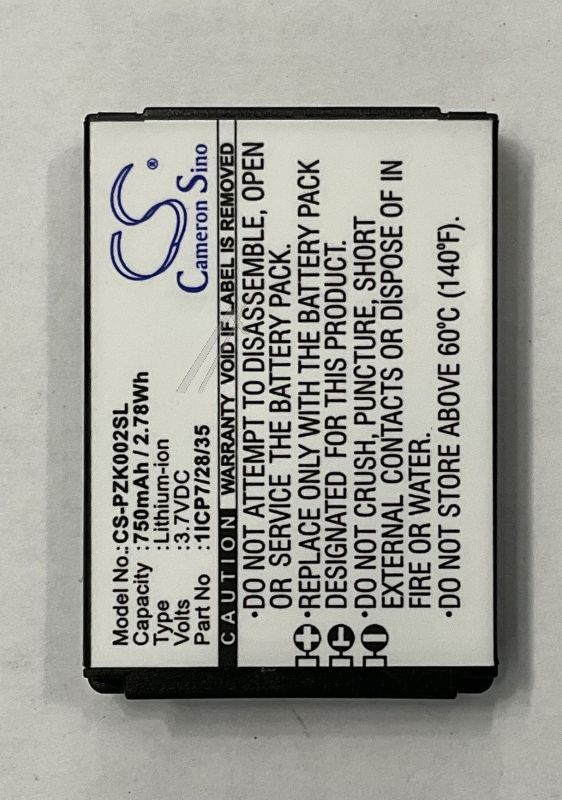 CS®
Cameron Sino
Model No.:CS-PZK002SL
Capacity :750mAh / 2.78Wh
Type :Lithium-ion
Volts :3.7VDC
Part No :1ICP7/28/35
CAUTION WARRANTY VOID IF LABEL IS REMOVED
•DO NOT ATTEMPT TO DISASSEMBLE, OPEN
OR SERVICE THE BATTERY PACK.
•REPLACE ONLY WITH THE BATTERY PACK
DESIGNATED FOR THIS PRODUCT.
•DO NOT CRUSH, PUNCTURE, SHORT
EXTERNAL CONTACTS OR DISPOSE OF IN
FIRE OR WATER.
•DO NOT STORE ABOVE 60ºC (140ºF).
+
T
-